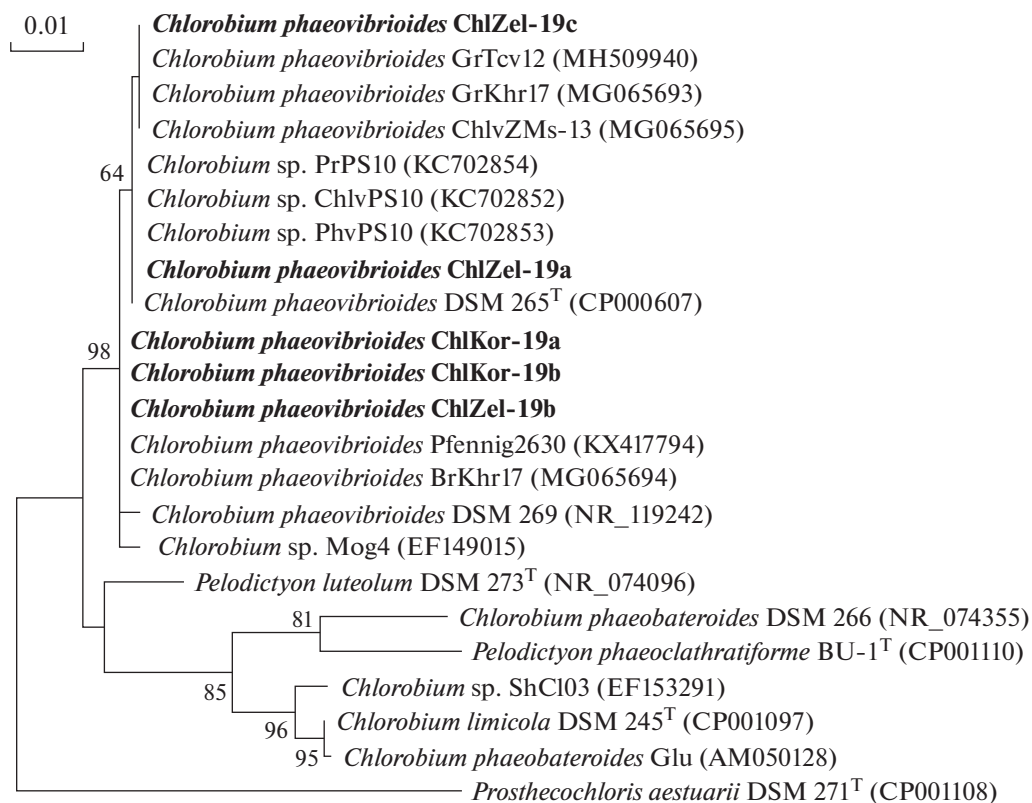 0.01
Chlorobium phaeovibrioides ChlZel-19c
Chlorobium phaeovibrioides GrTcv12 (MH509940)
Chlorobium phaeovibrioides GrKhr17 (MG065693)
Chlorobium phaeovibrioides ChlvZMs-13 (MG065695)
64
Chlorobium sp. PrPS10 (KC702854)
Chlorobium sp. ChlvPS10 (KC702852)
Chlorobium sp. PhvPS10 (KC702853)
Chlorobium phaeovibrioides ChlZel-19a
Chlorobium phaeovibrioides DSM 265ᵀ (CP000607)
Chlorobium phaeovibrioides ChlKor-19a
98
Chlorobium phaeovibrioides ChlKor-19b
Chlorobium phaeovibrioides ChlZel-19b
Chlorobium phaeovibrioides Pfennig2630 (KX417794)
Chlorobium phaeovibrioides BrKhr17 (MG065694)
Chlorobium phaeovibrioides DSM 269 (NR_119242)
Chlorobium sp. Mog4 (EF149015)
Pelodictyon luteolum DSM 273ᵀ (NR_074096)
81
Chlorobium phaeobateroides DSM 266 (NR_074355)
Pelodictyon phaeoclathratiforme BU-1ᵀ (CP001110)
85
Chlorobium sp. ShCl03 (EF153291)
96
Chlorobium limicola DSM 245ᵀ (CP001097)
95
Chlorobium phaeobateroides Glu (AM050128)
Prosthecochloris aestuarii DSM 271ᵀ (CP001108)